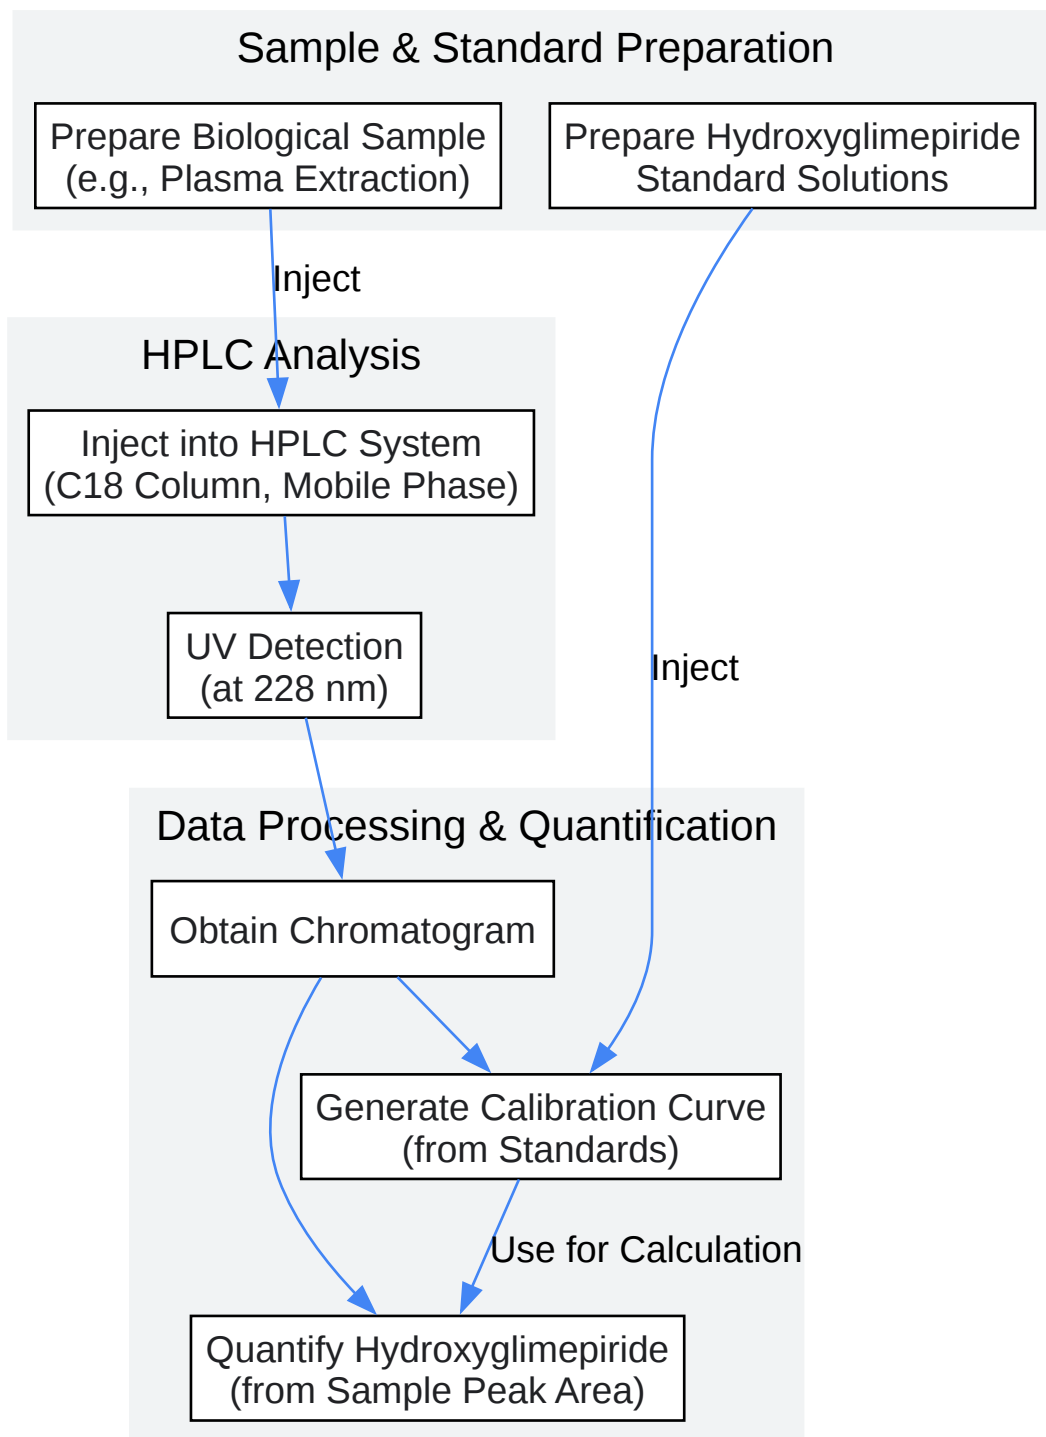 Sample & Standard Preparation
Prepare Biological Sample
(e.g., Plasma Extraction)
Prepare Hydroxyglimepiride
Standard Solutions
Inject
HPLC Analysis
Inject into HPLC System
(C18 Column, Mobile Phase)
UV Detection
(at 228 nm)
Inject
Data Processing & Quantification
Obtain Chromatogram
Generate Calibration Curve
(from Standards)
Use for Calculation
Quantify Hydroxyglimepiride
(from Sample Peak Area)